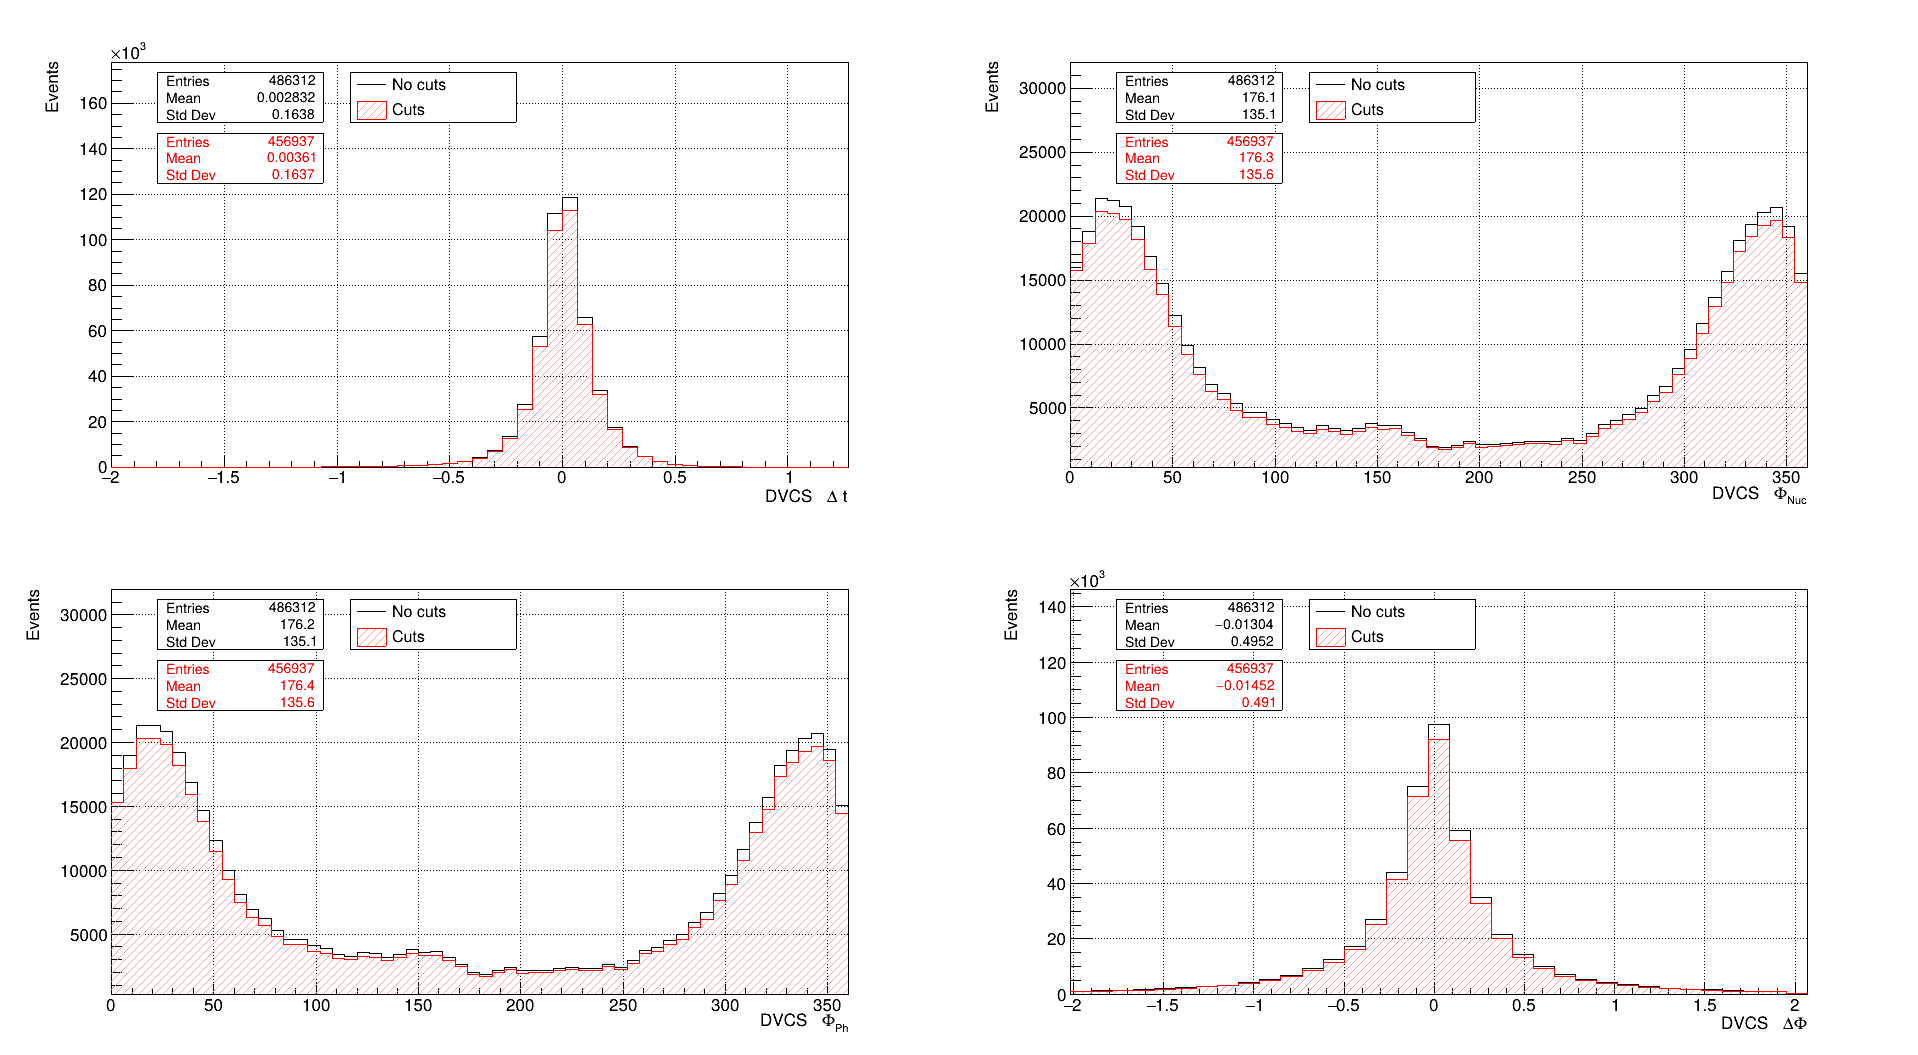 ×10³
Events
Entries 486312
Mean 0.002832
Std Dev 0.1638
Entries 456937
Mean 0.00361
Std Dev 0.1637
No cuts
Cuts
160
140
120
100
80
60
40
20
0
−2 −1.5 −1 −0.5 0 0.5 1
DVCS Δ t
Events
Entries 486312
Mean 176.1
Std Dev 135.1
Entries 456937
Mean 176.3
Std Dev 135.6
No cuts
Cuts
30000
25000
20000
15000
10000
5000
0 50 100 150 200 250 300 350
DVCS Φ_Nuc
Events
Entries 486312
Mean 176.2
Std Dev 135.1
Entries 456937
Mean 176.4
Std Dev 135.6
No cuts
Cuts
30000
25000
20000
15000
10000
5000
0 50 100 150 200 250 300 350
DVCS Φ_Ph
×10³
Events
Entries 486312
Mean −0.01304
Std Dev 0.4952
Entries 456937
Mean −0.01452
Std Dev 0.491
No cuts
Cuts
140
120
100
80
60
40
20
0
−2 −1.5 −1 −0.5 0 0.5 1 1.5 2
DVCS ΔΦ